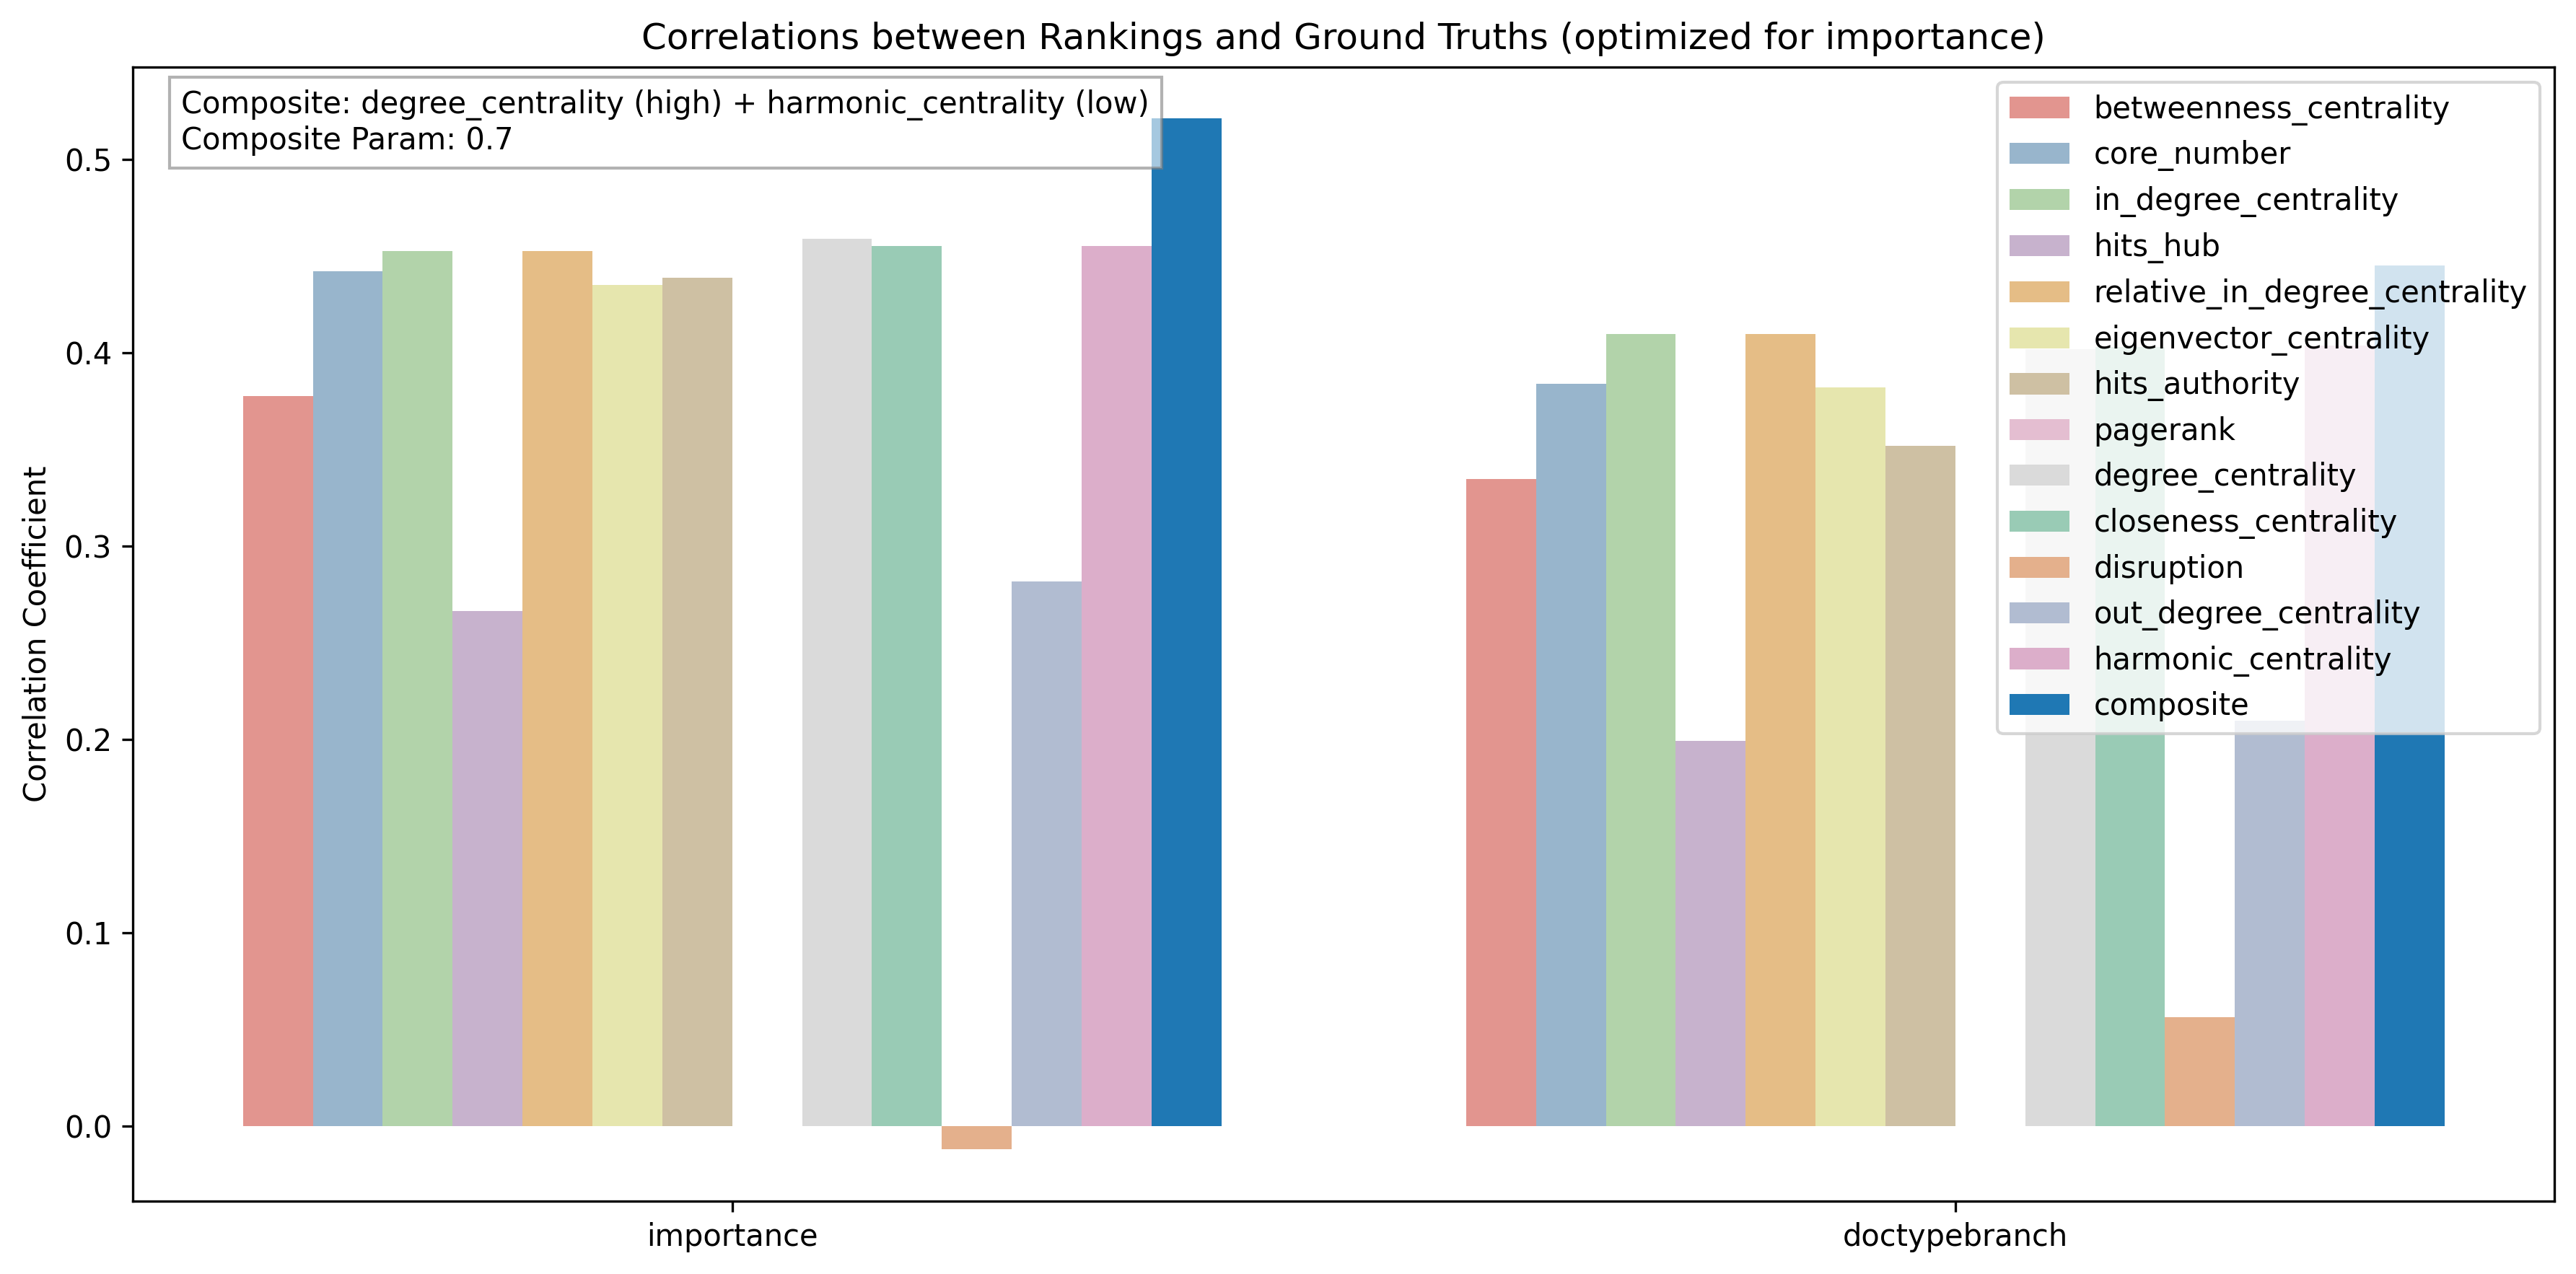 Correlations between Rankings and Ground Truths (optimized for importance)
Composite: degree_centrality (high) + harmonic_centrality (low)
Composite Param: 0.7
betweenness_centrality
core_number
in_degree_centrality
hits_hub
relative_in_degree_centrality
eigenvector_centrality
hits_authority
pagerank
degree_centrality
closeness_centrality
disruption
out_degree_centrality
harmonic_centrality
composite
Correlation Coefficient
0.5
0.4
0.3
0.2
0.1
0.0
importance
doctypebranch